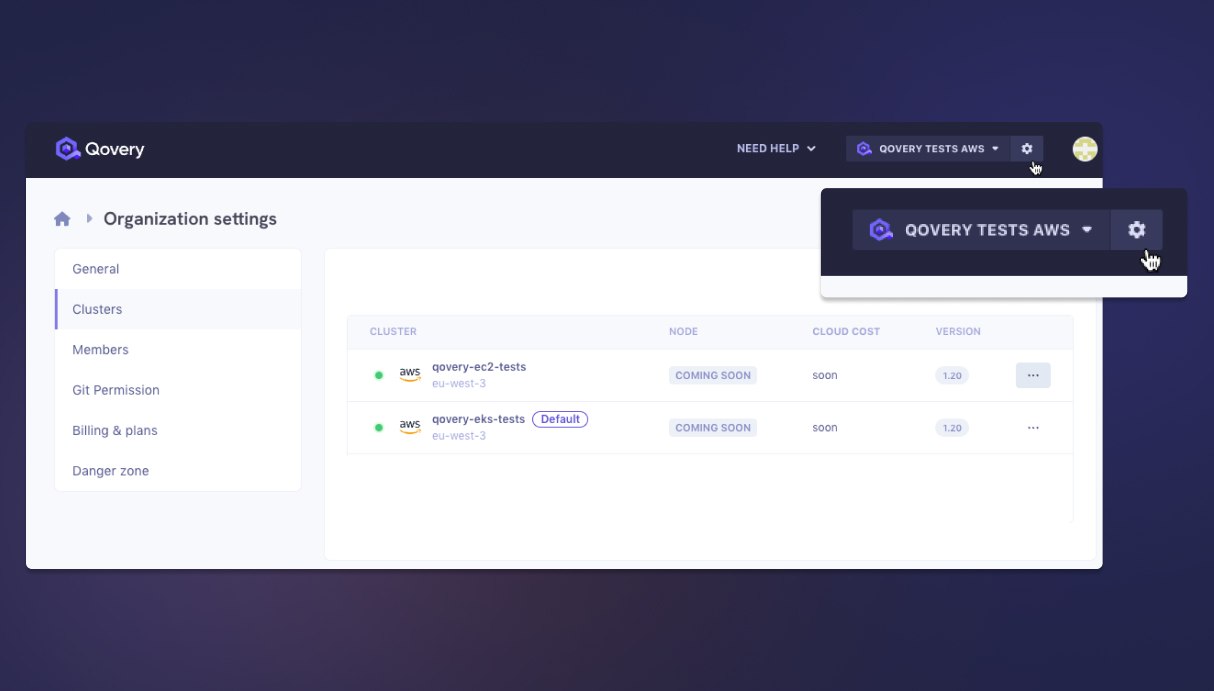 Qovery
NEED HELP
QOVERY TESTS AWS
QOVERY TESTS AWS
Organization settings
General
Clusters
Members
Git Permission
Billing & plans
Danger zone
CLUSTER NODE CLOUD COST VERSION
aws qovery-ec2-tests COMING SOON soon 1.20 ...
eu-west-3
aws qovery-eks-tests Default COMING SOON soon 1.20 ...
eu-west-3